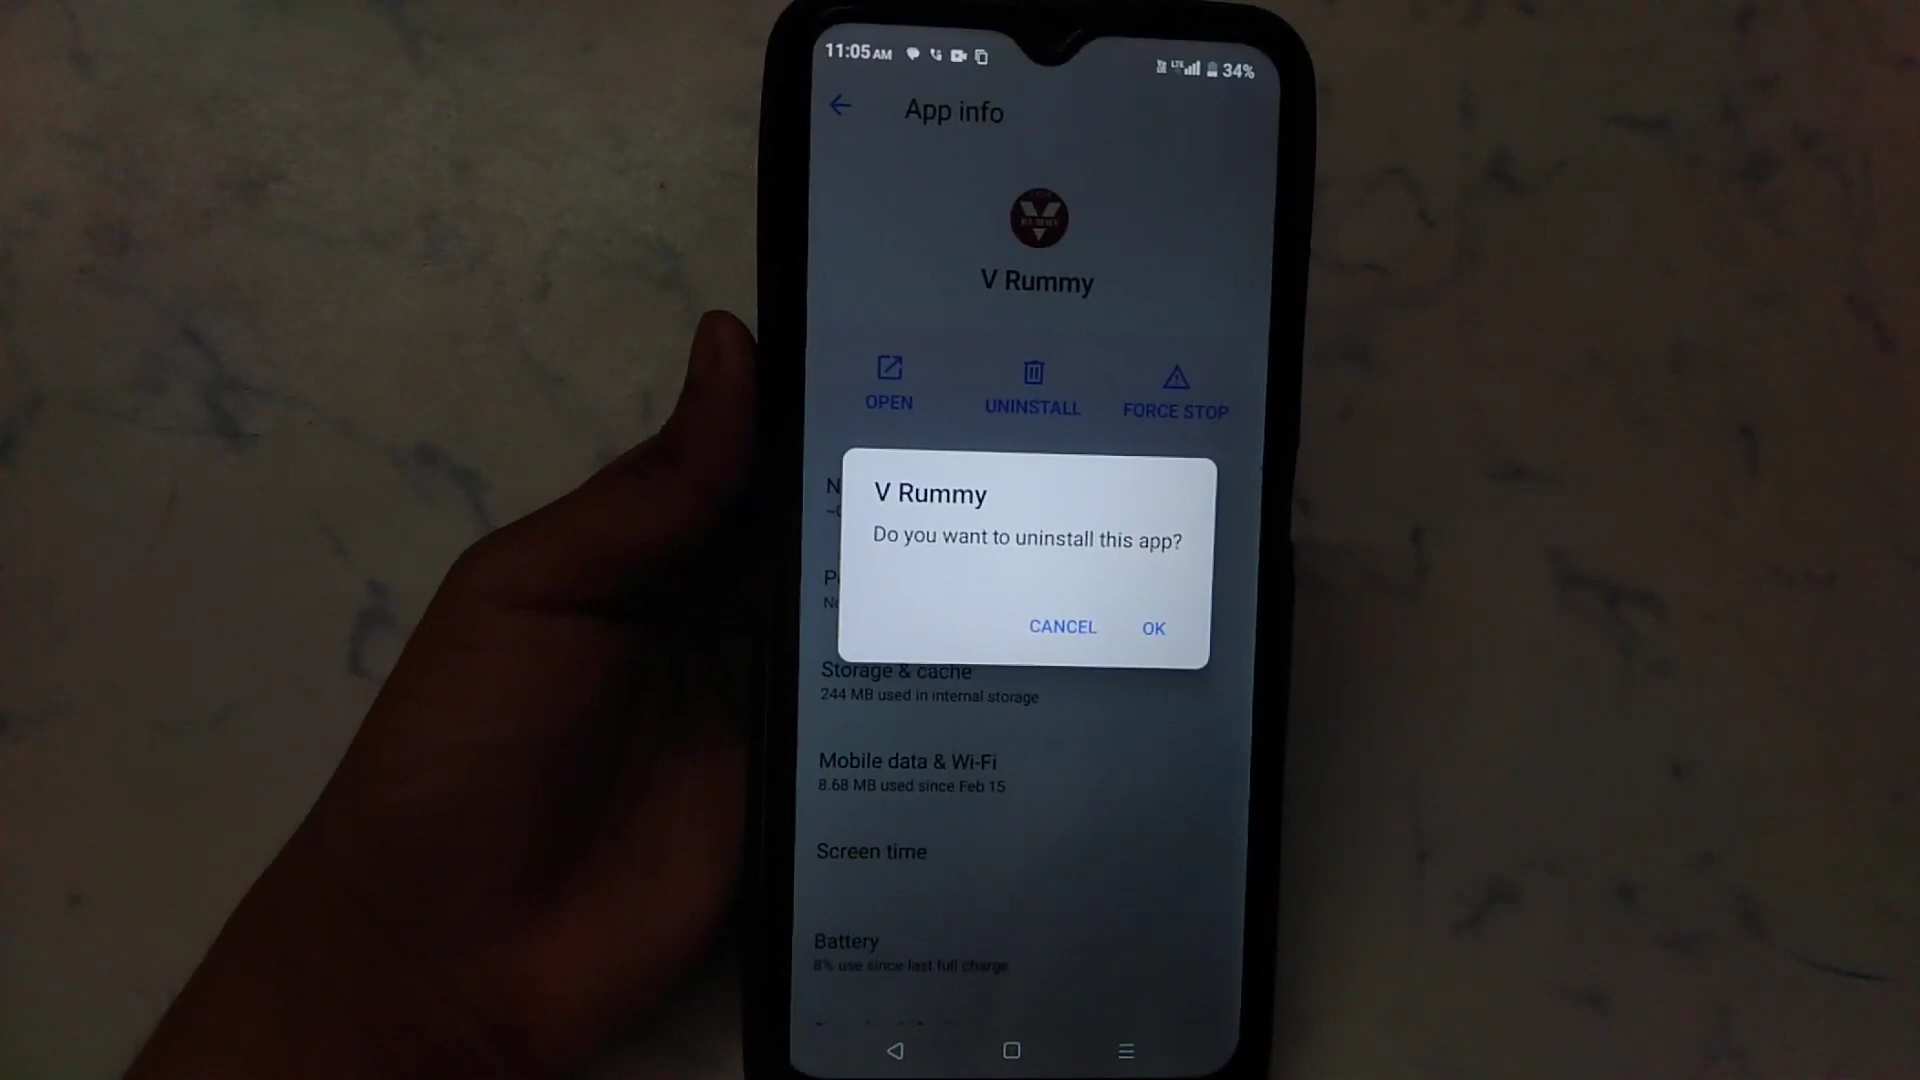 11:05 AM
LTE 34%
App info
RUMMY
V Rummy
OPEN UNINSTALL FORCE STOP
V Rummy
Do you want to uninstall this app?
CANCEL OK
Storage & cache
244 MB used in internal storage
Mobile data & Wi-Fi
8.68 MB used since Feb 15
Screen time
Battery
8% use since last full charge